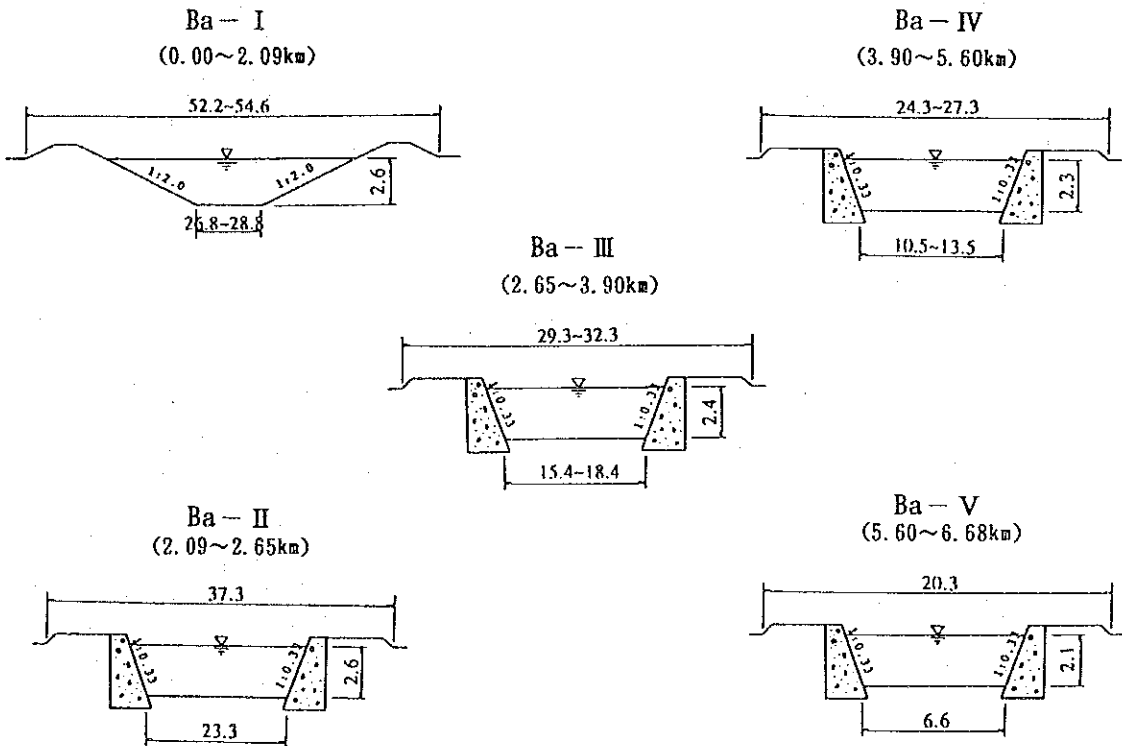 Ba－Ⅰ
(0.00～2.09km)
52.2~54.6
1:2.0
1:2.0
2.6
26.8~28.8
Ba－Ⅳ
(3.90～5.60km)
24.3~27.3
1:0.33
1:0.33
2.3
10.5~13.5
Ba－Ⅲ
(2.65～3.90km)
29.3~32.3
1:0.33
1:0.33
2.4
15.4~18.4
Ba－Ⅱ
(2.09～2.65km)
37.3
1:0.33
1:0.33
2.6
23.3
Ba－Ⅴ
(5.60～6.68km)
20.3
1:0.33
1:0.33
2.1
6.6